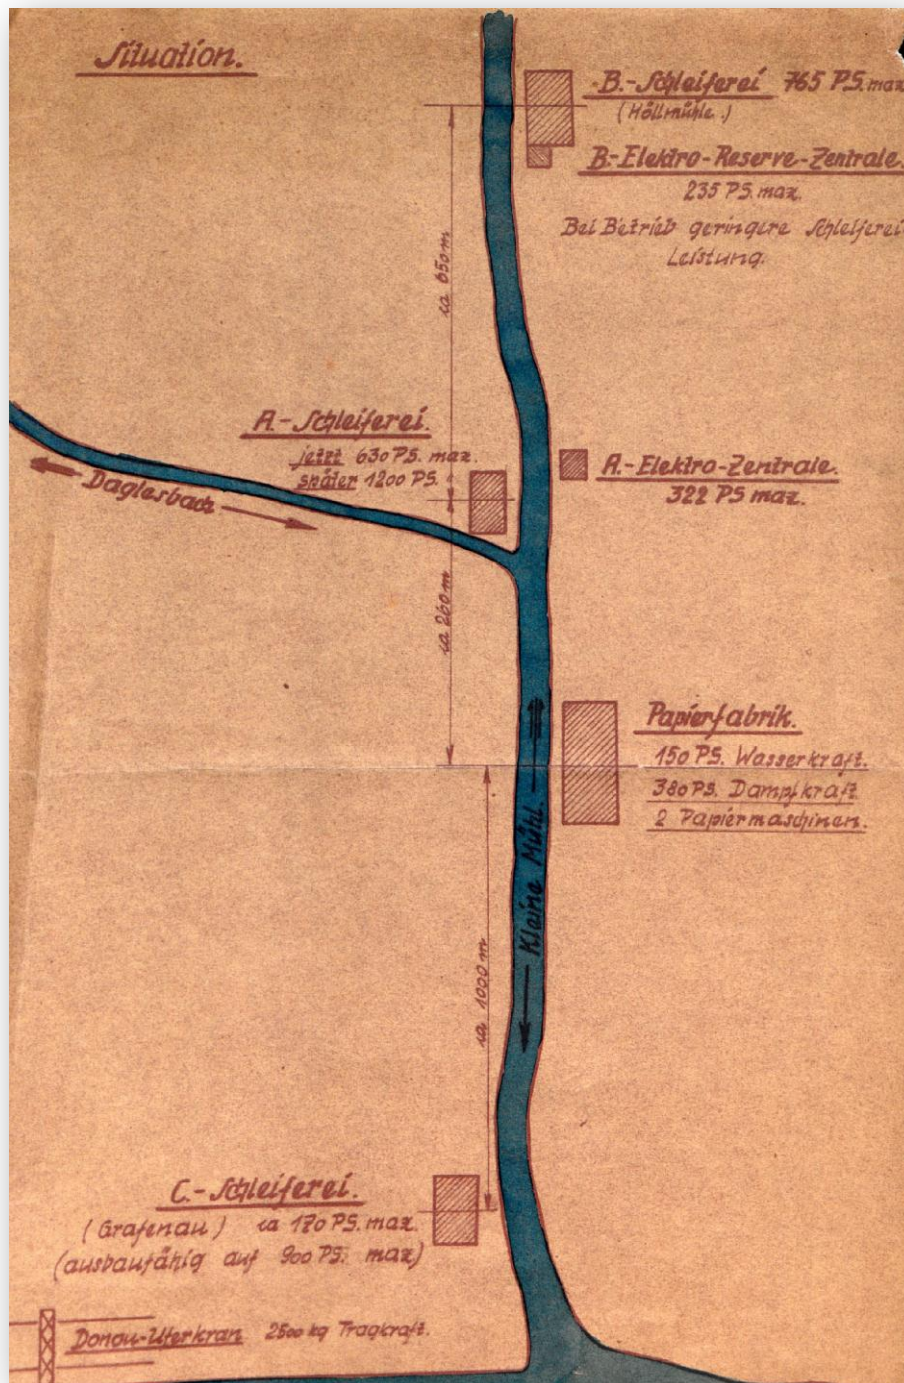 Situation.
B.-Schleiferei 765 PS. max
(Höllmühle.)
B-Elektro-Reserve-Zentrale.
235 PS. max.
Bei Betrieb geringere Schleiferei-
Leistung.
ca 650 m
A.-Schleiferei.
jetzt 630 PS. max.
später 1200 PS.
A.-Elektro-Zentrale.
322 PS max.
Daglesbach
ca 260 m
Papierfabrik.
150 PS. Wasserkraft.
380 PS. Dampfkraft.
2 Papiermaschinen.
Kleine Mühl.
ca 1000 m
C.-Schleiferei.
(Grafenau) ca 170 PS. max.
(ausbaufähig auf 900 PS. max)
Donau-Uferkran 2500 kg Tragkraft.